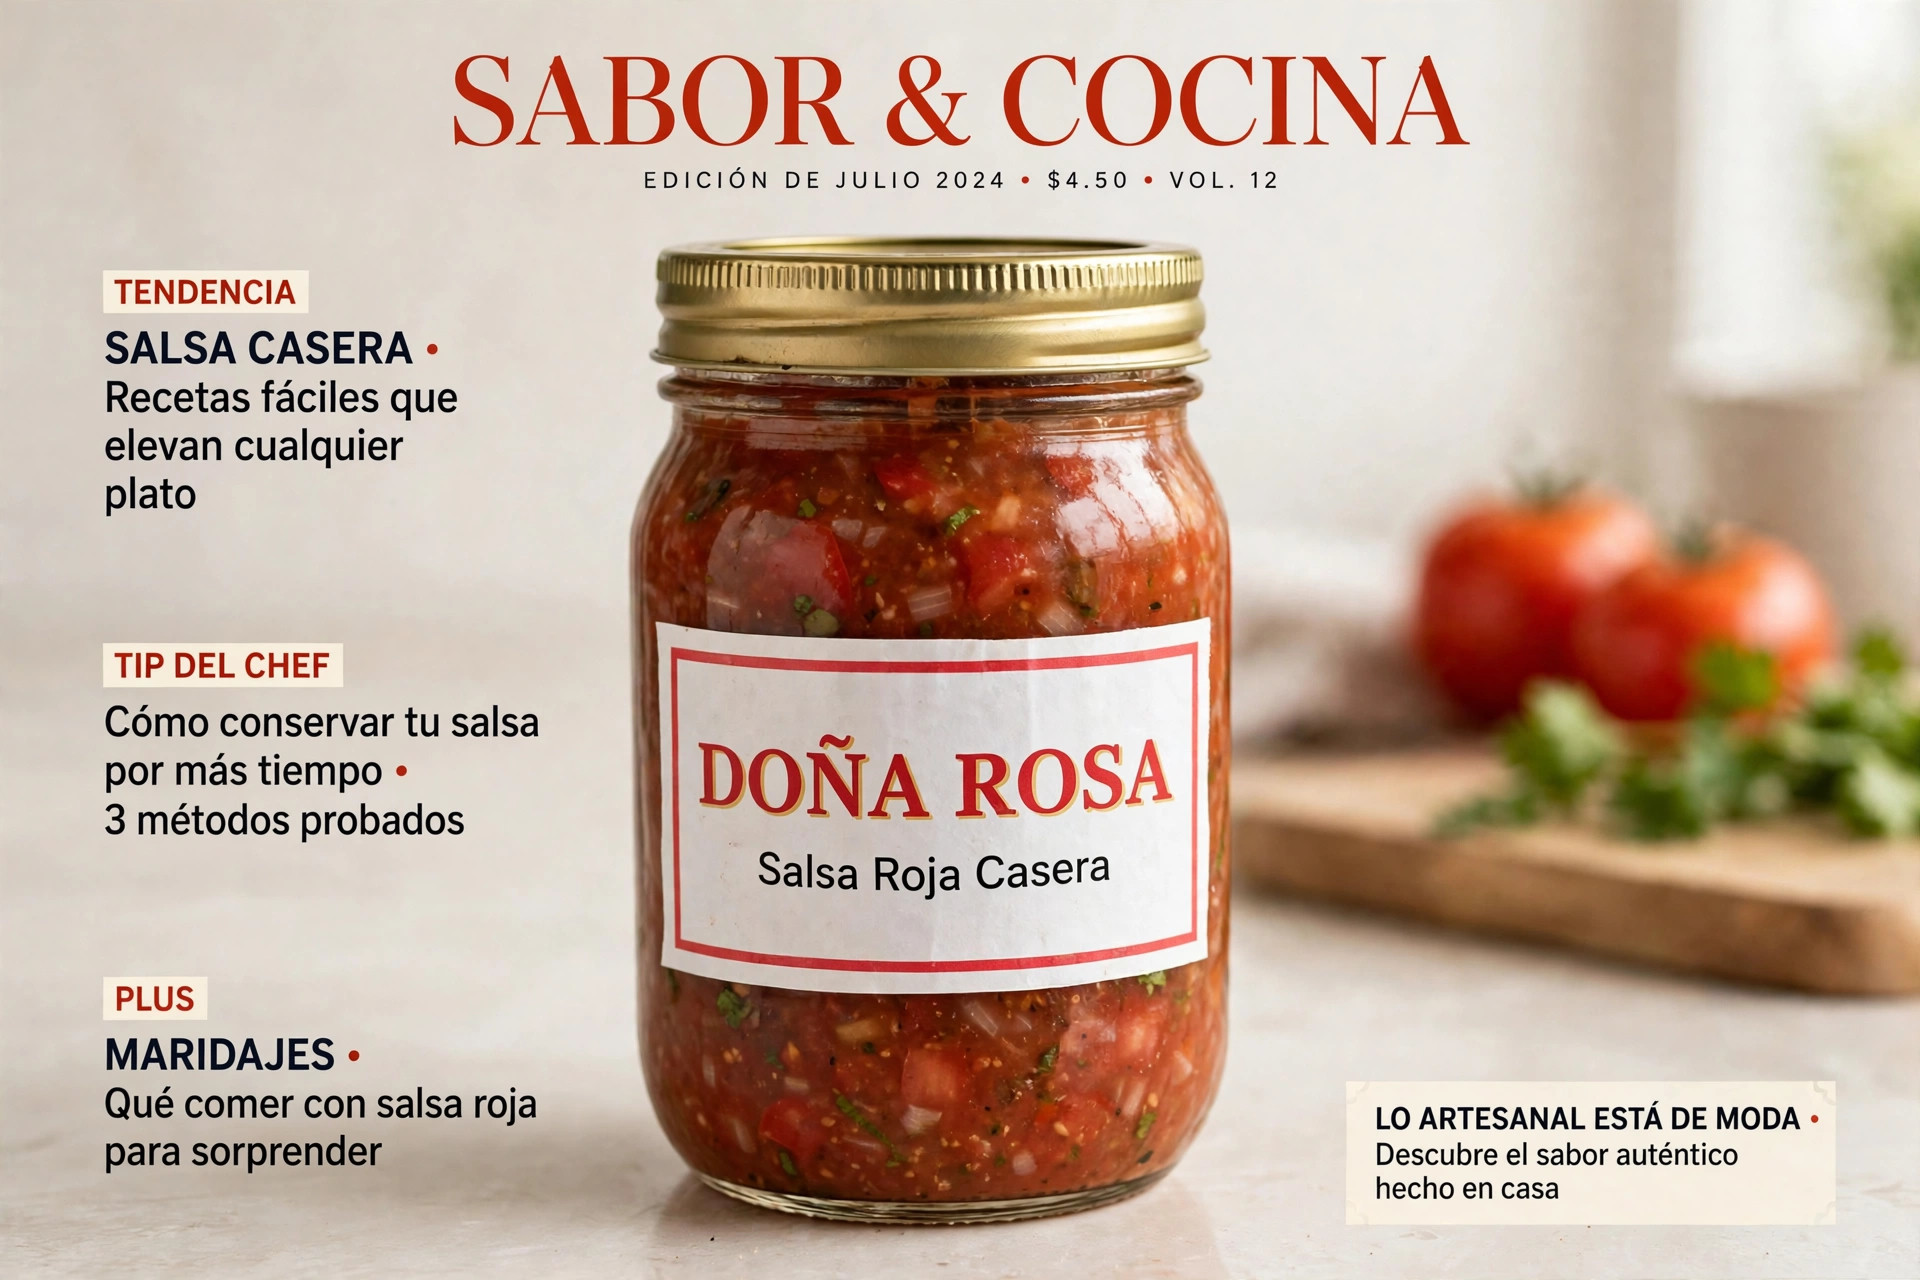 SABOR & COCINA
EDICIÓN DE JULIO 2024 • $4.50 • VOL. 12
TENDENCIA
SALSA CASERA •
Recetas fáciles que
elevan cualquier
plato
TIP DEL CHEF
Cómo conservar tu salsa
por más tiempo •
3 métodos probados
PLUS
MARIDAJES •
Qué comer con salsa roja
para sorprender
DOÑA ROSA
Salsa Roja Casera
LO ARTESANAL ESTÁ DE MODA •
Descubre el sabor auténtico
hecho en casa